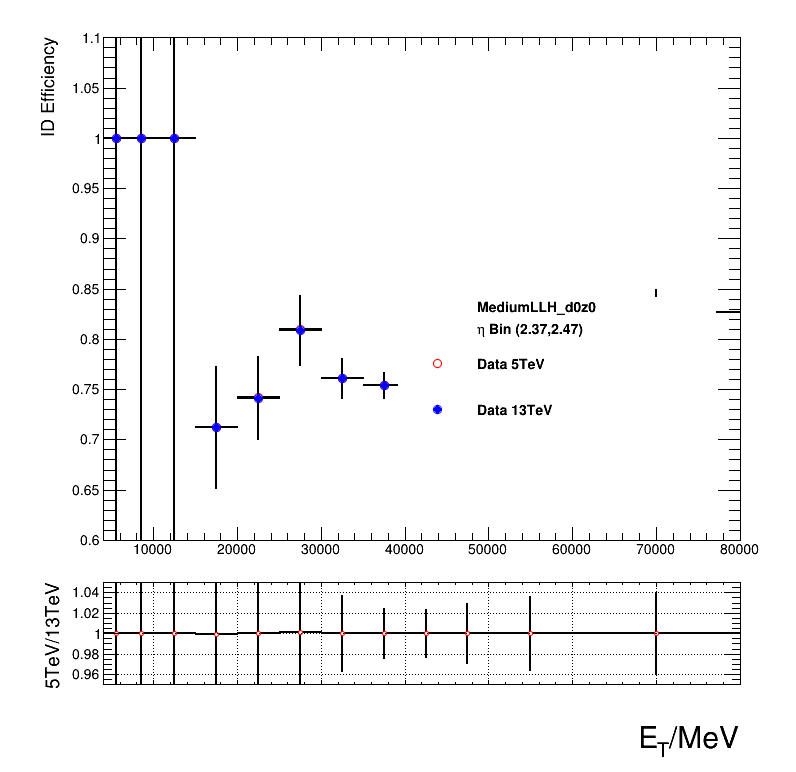 ID Efficiency
1.1
1.05
1
0.95
0.9
0.85
0.8
0.75
0.7
0.65
0.6
MediumLLH_d0z0
η Bin (2.37,2.47)
Data 5TeV
Data 13TeV
10000 20000 30000 40000 50000 60000 70000 80000
5TeV/13TeV
1.04
1.02
1
0.98
0.96
E_T/MeV